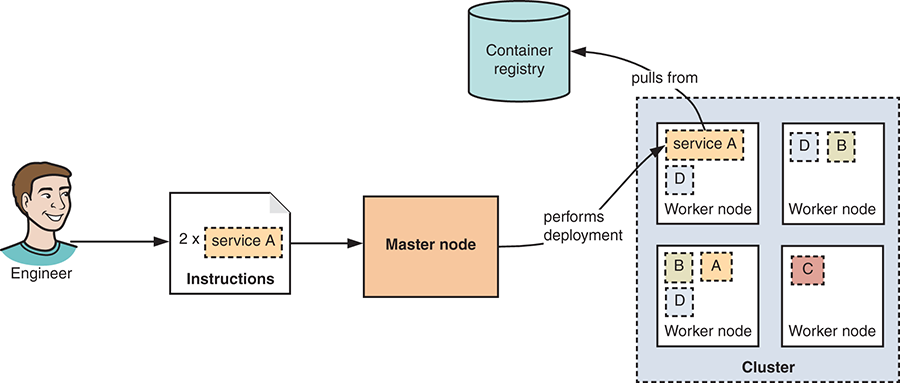 Container
registry
pulls from
service A
D
Worker node
D B
Worker node
Engineer
2 x service A
Instructions
Master node
performs
deployment
B A
D
Worker node
C
Worker node
Cluster